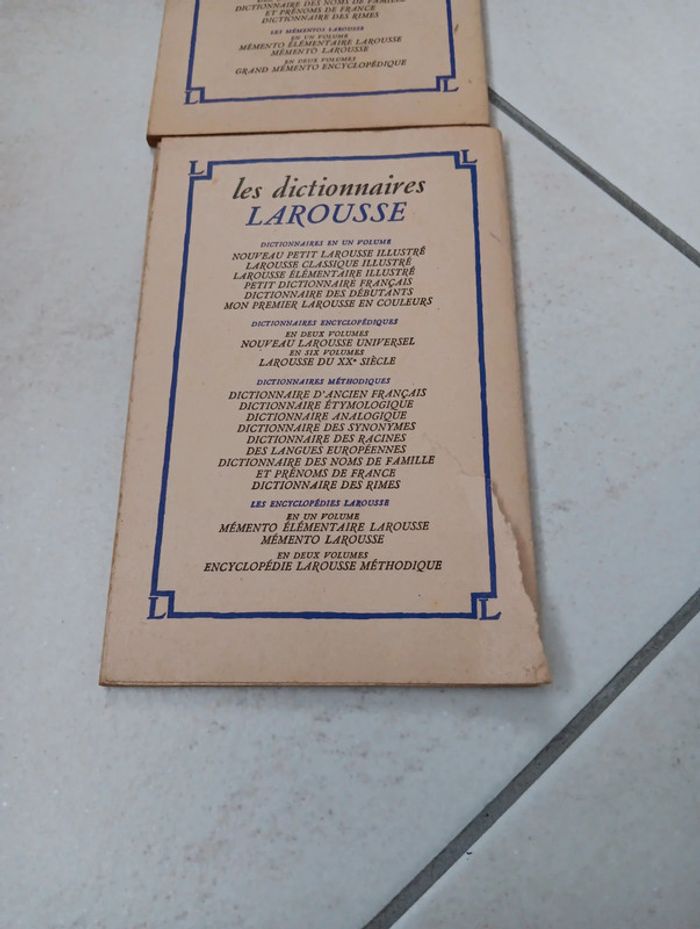 DICTIONNAIRE DES NOMS DE FAMILLE
ET PRÉNOMS DE FRANCE
DICTIONNAIRE DES RIMES
LES MÉMENTOS LAROUSSE
EN UN VOLUME
MÉMENTO ÉLÉMENTAIRE LAROUSSE
MÉMENTO LAROUSSE
EN DEUX VOLUMES
GRAND MÉMENTO ENCYCLOPÉDIQUE
L L
L L
les dictionnaires
LAROUSSE
DICTIONNAIRES EN UN VOLUME
NOUVEAU PETIT LAROUSSE ILLUSTRÉ
LAROUSSE CLASSIQUE ILLUSTRÉ
LAROUSSE ÉLÉMENTAIRE ILLUSTRÉ
PETIT DICTIONNAIRE FRANÇAIS
DICTIONNAIRE DES DÉBUTANTS
MON PREMIER LAROUSSE EN COULEURS
DICTIONNAIRES ENCYCLOPÉDIQUES
EN DEUX VOLUMES
NOUVEAU LAROUSSE UNIVERSEL
EN SIX VOLUMES
LAROUSSE DU XXe SIÈCLE
DICTIONNAIRES MÉTHODIQUES
DICTIONNAIRE D'ANCIEN FRANÇAIS
DICTIONNAIRE ÉTYMOLOGIQUE
DICTIONNAIRE ANALOGIQUE
DICTIONNAIRE DES SYNONYMES
DICTIONNAIRE DES RACINES
DES LANGUES EUROPÉENNES
DICTIONNAIRE DES NOMS DE FAMILLE
ET PRÉNOMS DE FRANCE
DICTIONNAIRE DES RIMES
LES ENCYCLOPÉDIES LAROUSSE
EN UN VOLUME
MÉMENTO ÉLÉMENTAIRE LAROUSSE
MÉMENTO LAROUSSE
EN DEUX VOLUMES
ENCYCLOPÉDIE LAROUSSE MÉTHODIQUE
L L